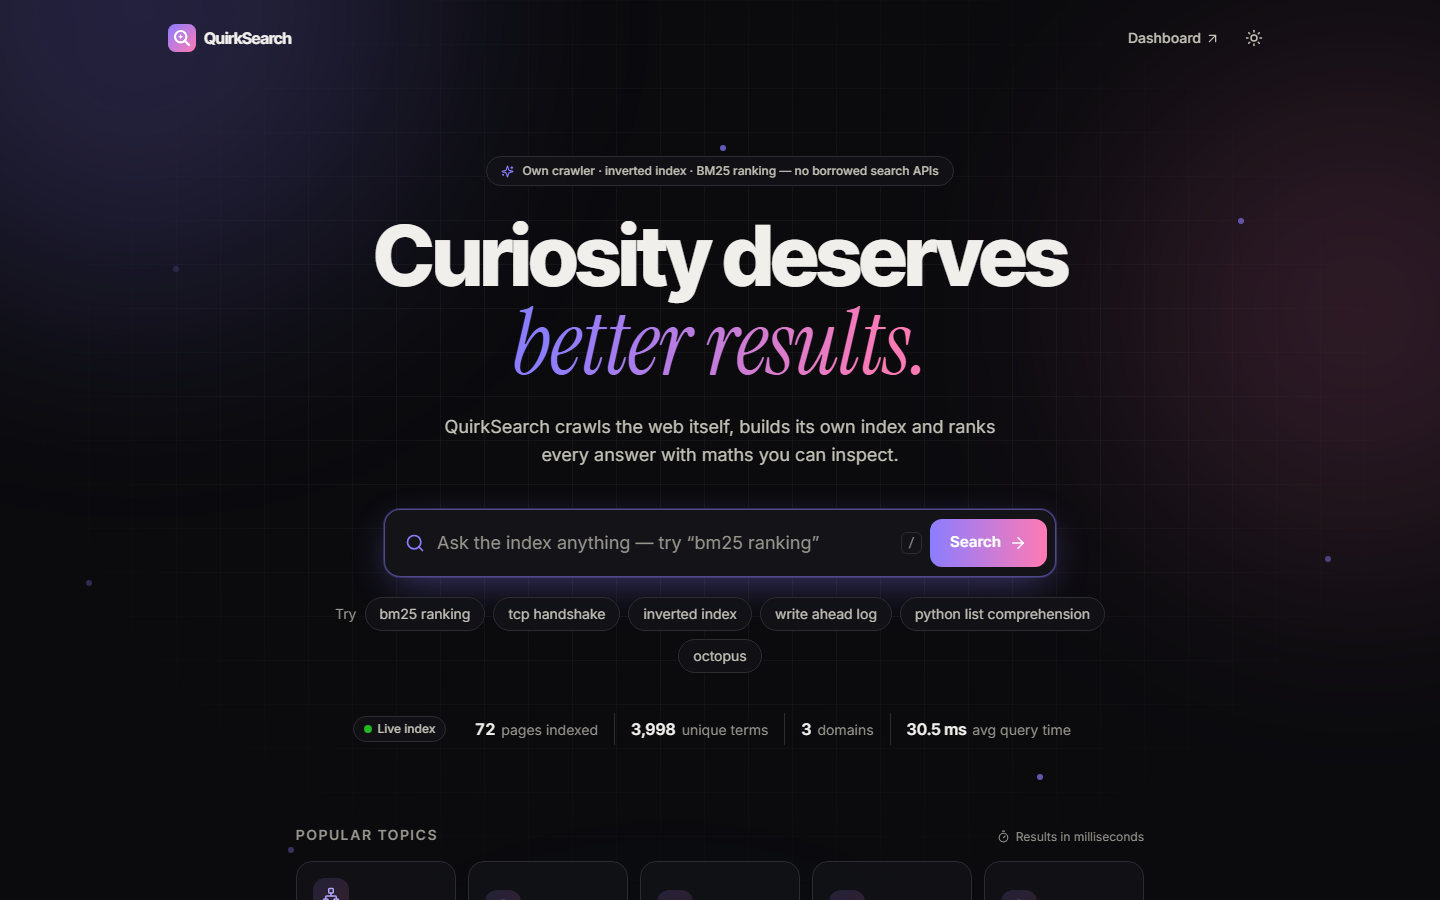 QuirkSearch
Dashboard
Own crawler · inverted index · BM25 ranking — no borrowed search APIs
Curiosity deserves
better results.
QuirkSearch crawls the web itself, builds its own index and ranks
every answer with maths you can inspect.
Ask the index anything — try “bm25 ranking”
/
Search
Try bm25 ranking tcp handshake inverted index write ahead log python list comprehension
octopus
Live index 72 pages indexed 3,998 unique terms 3 domains 30.5 ms avg query time
POPULAR TOPICS
Results in milliseconds